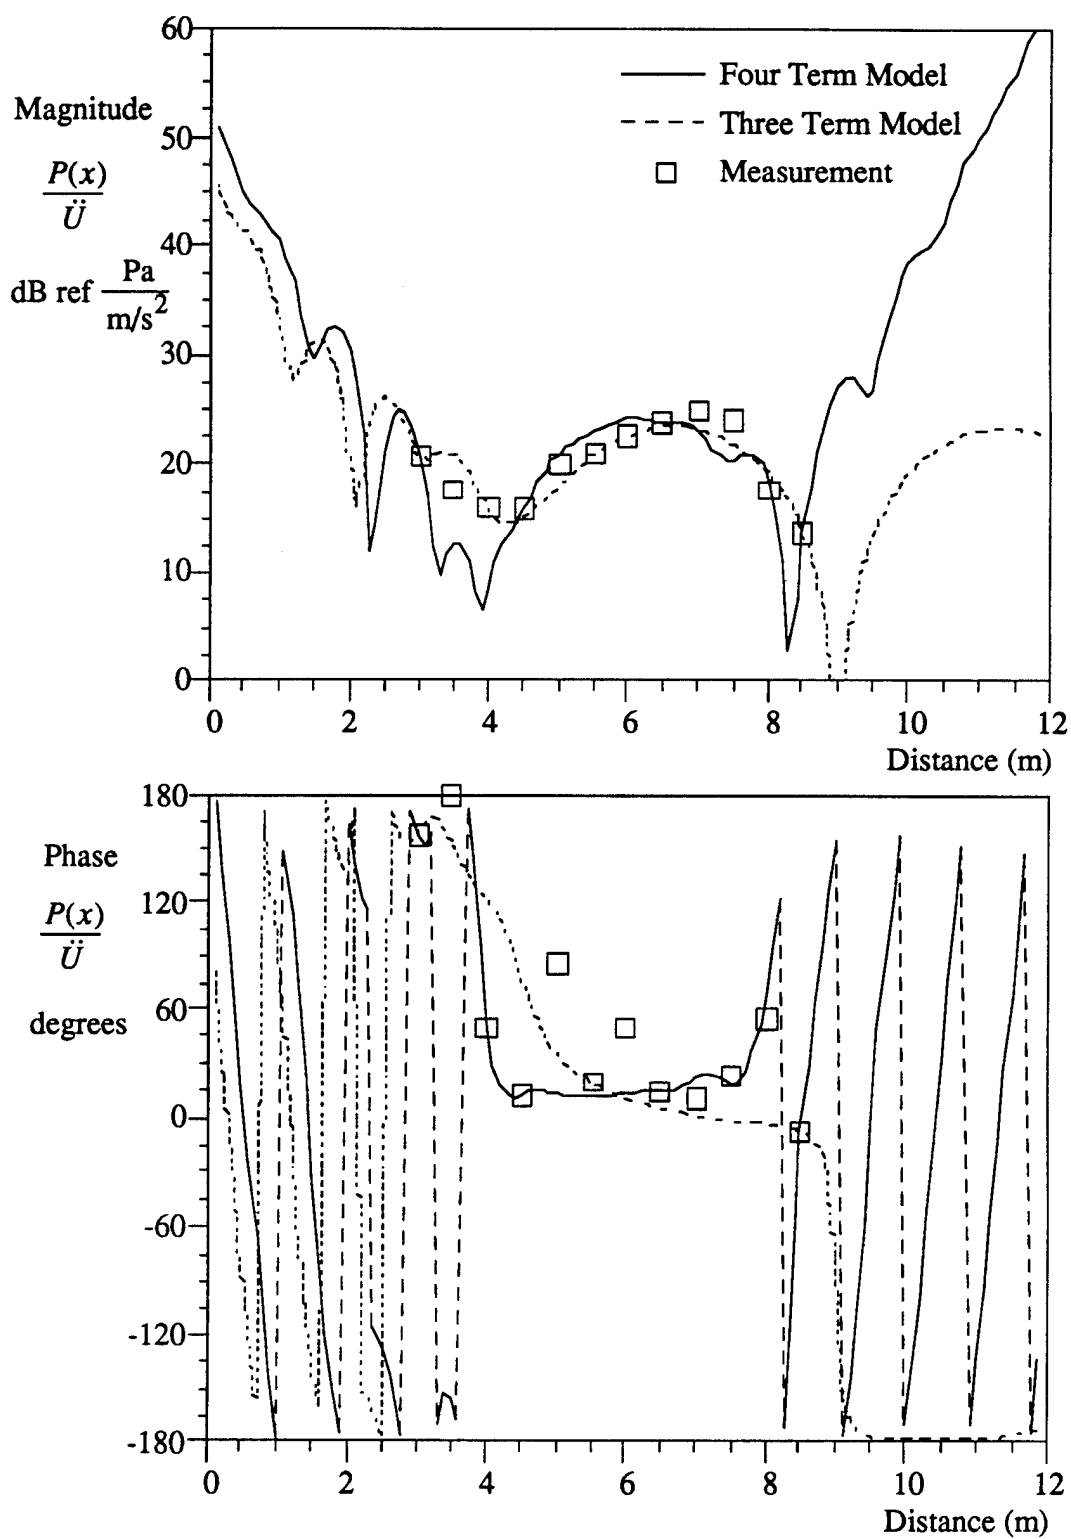 60
50
40
30
20
10
0
Magnitude
P(x)
Ü
dB ref Pa
m/s²
Four Term Model
Three Term Model
Measurement
0 2 4 6 8 10 12
Distance (m)
180
120
60
0
-60
-120
-180
Phase
P(x)
Ü
degrees
0 2 4 6 8 10 12
Distance (m)